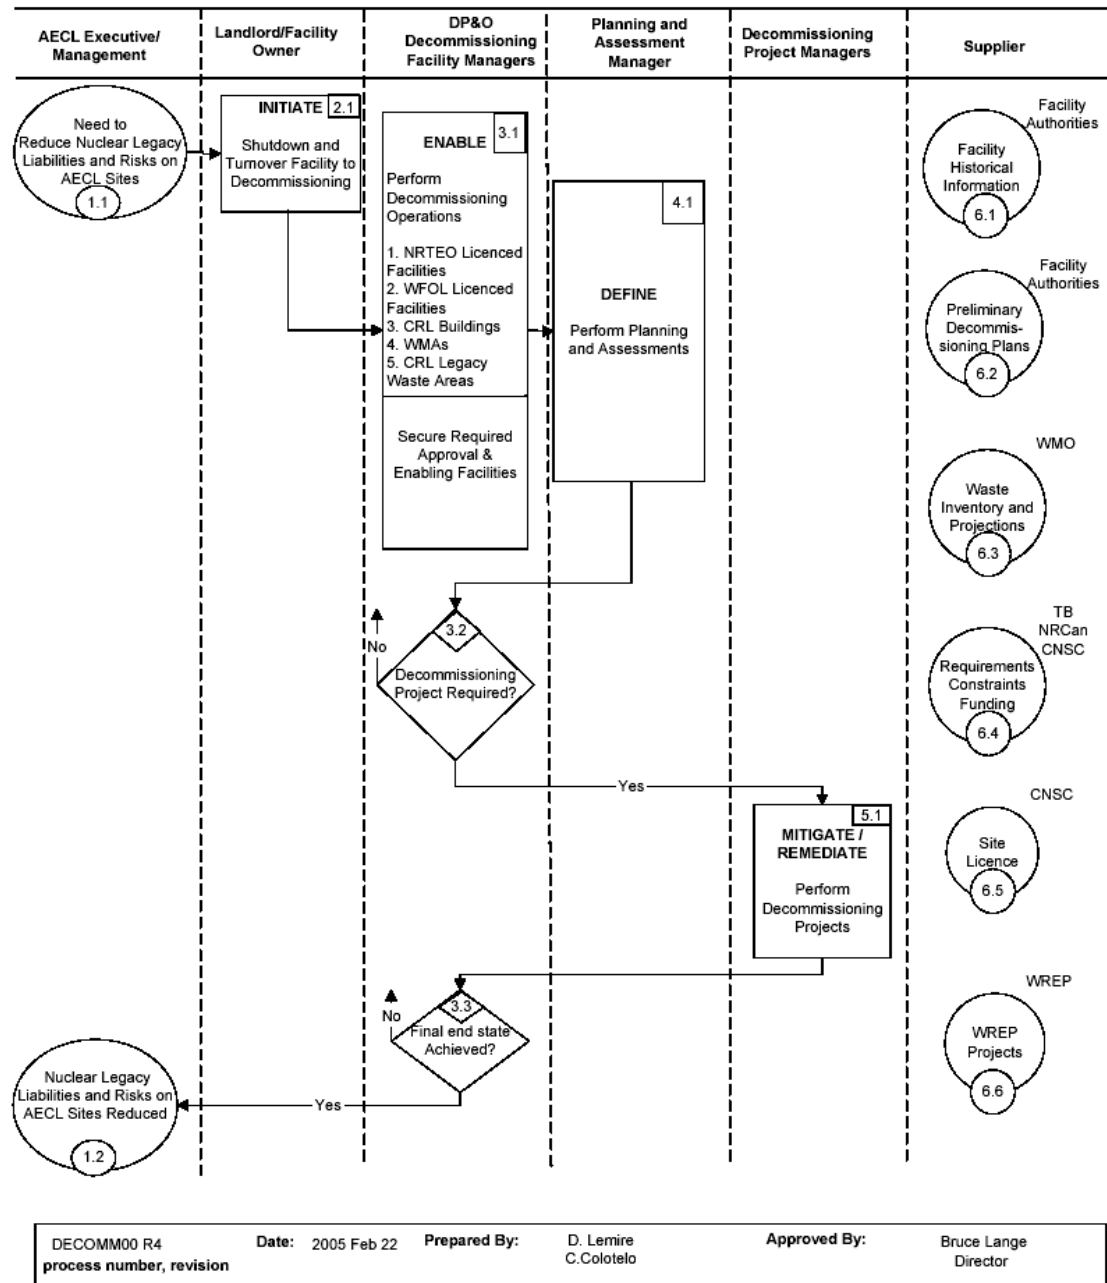 AECL Executive/
Management
Landlord/Facility
Owner
DP&O
Decommissioning
Facility Managers
Planning and
Assessment
Manager
Decommissioning
Project Managers
Supplier
Need to
Reduce Nuclear Legacy
Liabilities and Risks on
AECL Sites
1.1
INITIATE 2.1
Shutdown and
Turnover Facility to
Decommissioning
3.1
ENABLE
Perform
Decommissioning
Operations
1. NRTEO Licenced
Facilities
2. WFOL Licenced
Facilities
3. CRL Buildings
4. WMAs
5. CRL Legacy
Waste Areas
Secure Required
Approval &
Enabling Facilities
4.1
DEFINE
Perform Planning
and Assessments
Facility
Authorities
Facility
Historical
Information
6.1
Facility
Authorities
Preliminary
Decommis-
sioning Plans
6.2
WMO
Waste
Inventory and
Projections
6.3
3.2
No
Decommissioning
Project Required?
TB
NRCan
CNSC
Requirements
Constraints
Funding
6.4
Yes
5.1
MITIGATE /
REMEDIATE
Perform
Decommissioning
Projects
CNSC
Site
Licence
6.5
3.3
No
Final end state
Achieved?
WREP
WREP
Projects
6.6
Yes
Nuclear Legacy
Liabilities and Risks on
AECL Sites Reduced
1.2
DECOMM00 R4
process number, revision
Date: 2005 Feb 22
Prepared By:
D. Lemire
C.Colotelo
Approved By:
Bruce Lange
Director